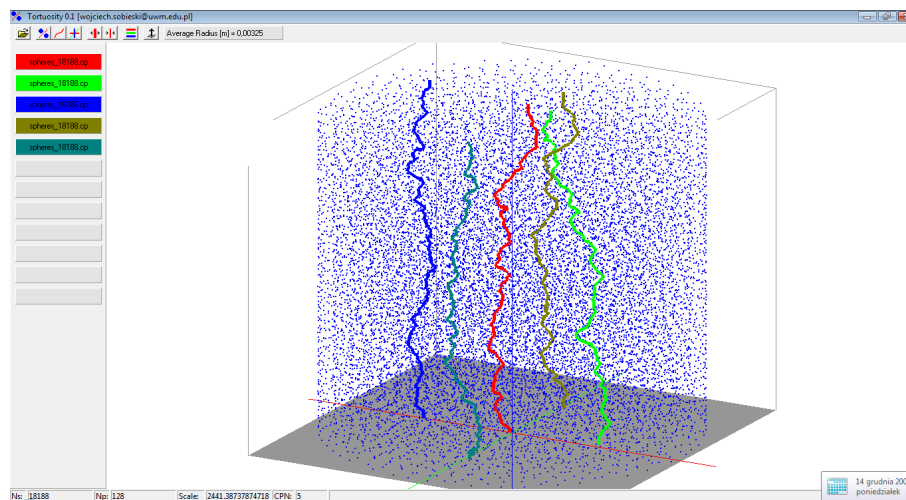 Tortuosity 0.1 [wojciech.sobieski@uwm.edu.pl]
Average Radius [m] = 0,00325
spheres_18188.cp
spheres_18188.cp
spheres_18188.cp
spheres_18188.cp
spheres_18188.cp
14 grudnia 200
poniedziałek
Ns: 18188 Np: 128 Scale: 2441.38737874718 CPN: 5